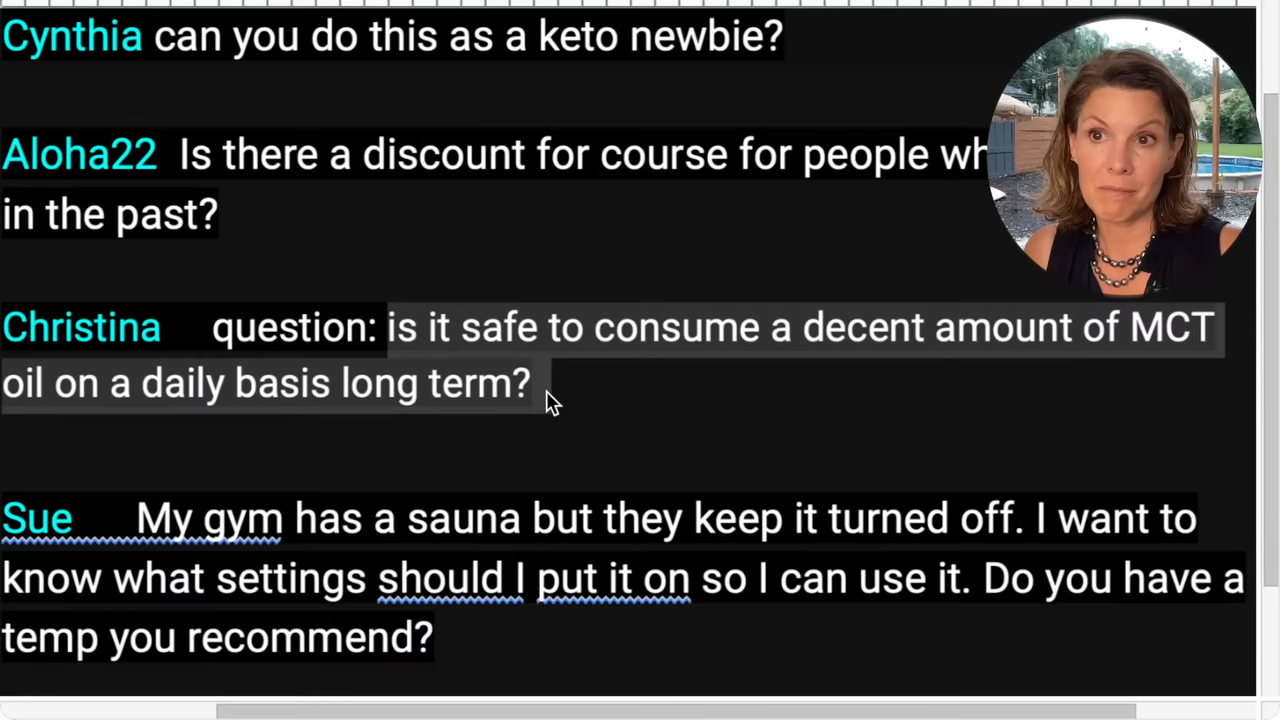 Cynthia can you do this as a keto newbie?
Aloha22 Is there a discount for course for people
in the past?
Christina question: is it safe to consume a decent amount of MCT
oil on a daily basis long term?
Sue My gym has a sauna but they keep it turned off. I want to
know what settings should I put it on so I can use it. Do you have a
temp you recommend?